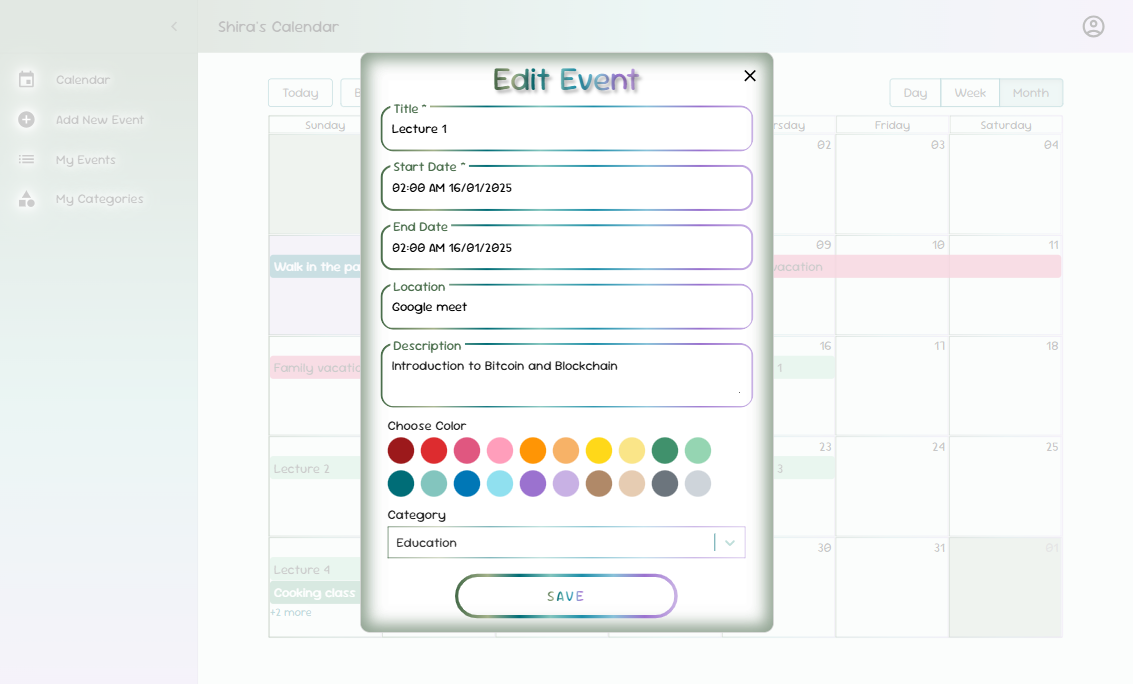 Shira's Calendar
Calendar
Add New Event
My Events
My Categories
Today
B
Day
Week
Month
Sunday
rsday
Friday
Saturday
02
03
04
09
10
11
Walk in the pa
vacation
16
17
18
Family vacatio
1
23
24
25
Lecture 2
3
30
31
01
Lecture 4
Cooking class
+2 more
Edit Event
Title *
Lecture 1
Start Date *
02:00 AM 16/01/2025
End Date
02:00 AM 16/01/2025
Location
Google meet
Description
Introduction to Bitcoin and Blockchain
Choose Color
Category
Education
SAVE